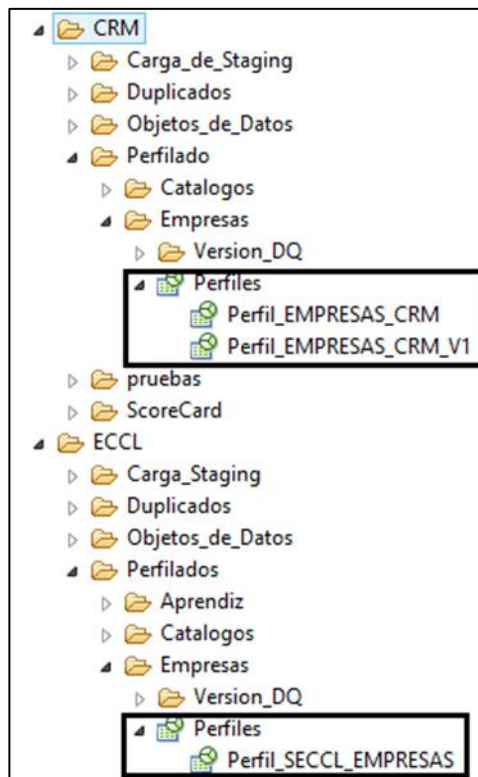 CRM
Carga_de_Staging
Duplicados
Objetos_de_Datos
Perfilado
Catalogos
Empresas
Version_DQ
Perfiles
Perfil_EMPRESAS_CRM
Perfil_EMPRESAS_CRM_V1
pruebas
ScoreCard
ECCL
Carga_Staging
Duplicados
Objetos_de_Datos
Perfilados
Aprendiz
Catalogos
Empresas
Version_DQ
Perfiles
Perfil_SECCL_EMPRESAS